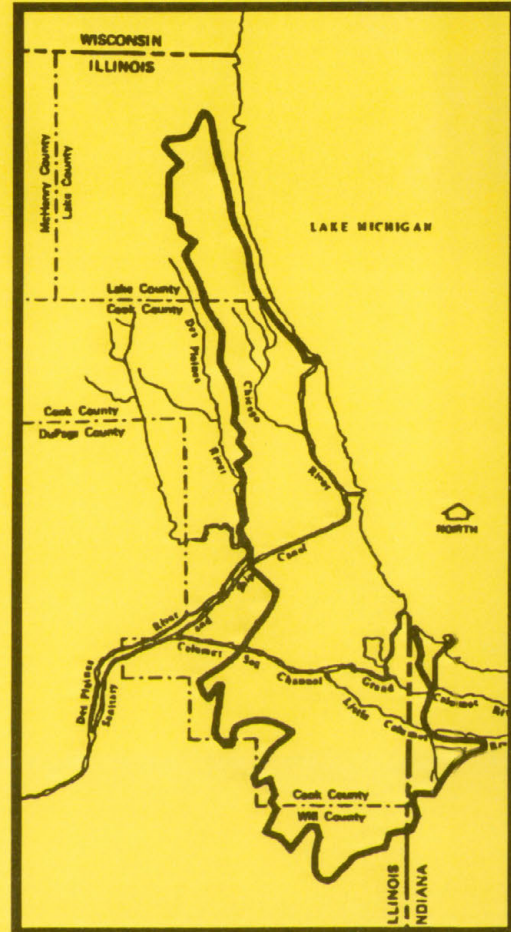 WISCONSIN
ILLINOIS
McHenry County
Lake County
LAKE MICHIGAN
Lake County
Cook County
Des Plaines
River
Chicago
River
Cook County
DuPage County
NORTH
Canal
Ship
and
River
Des Plaines
Sanitary
Calumet Sag
Channel
Grand Calumet
Little Calumet
Cook County
Will County
ILLINOIS
NDIANA